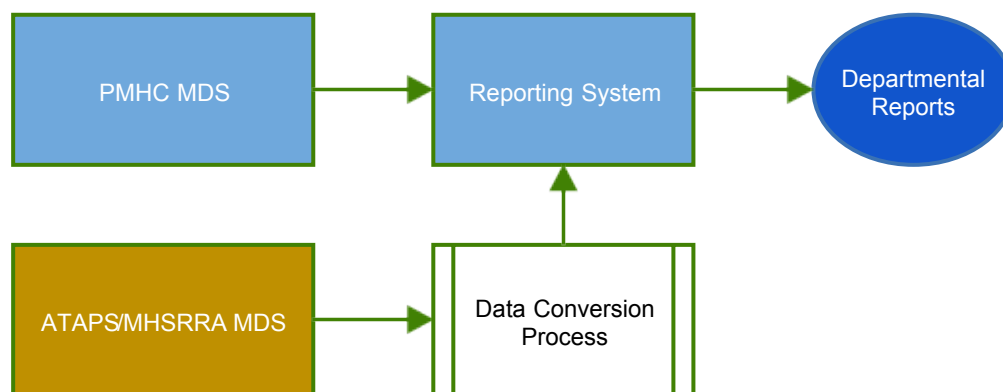 PMHC MDS
Reporting System
Departmental
Reports
ATAPS/MHSRRA MDS
Data Conversion
Process